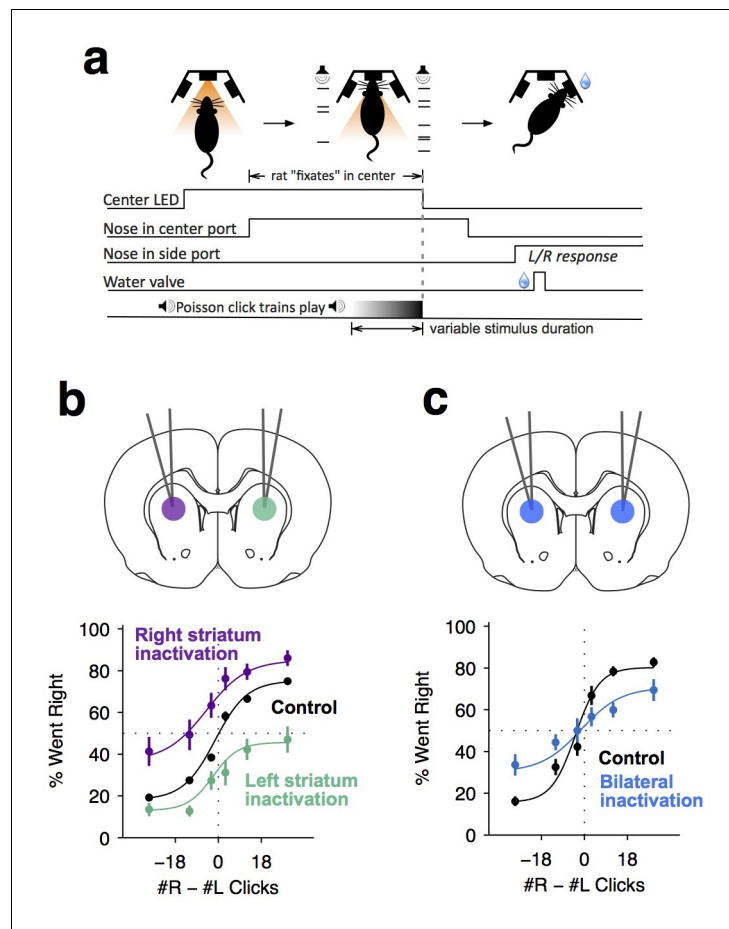 a
rat "fixates" in center
Center LED
Nose in center port
Nose in side port
L/R response
Water valve
Poisson click trains play
variable stimulus duration
b
c
100
80
60
40
20
0
% Went Right
Right striatum
inactivation
Control
Left striatum
inactivation
−18 0 18
#R − #L Clicks
100
80
60
40
20
0
% Went Right
Control
Bilateral
inactivation
−18 0 18
#R − #L Clicks